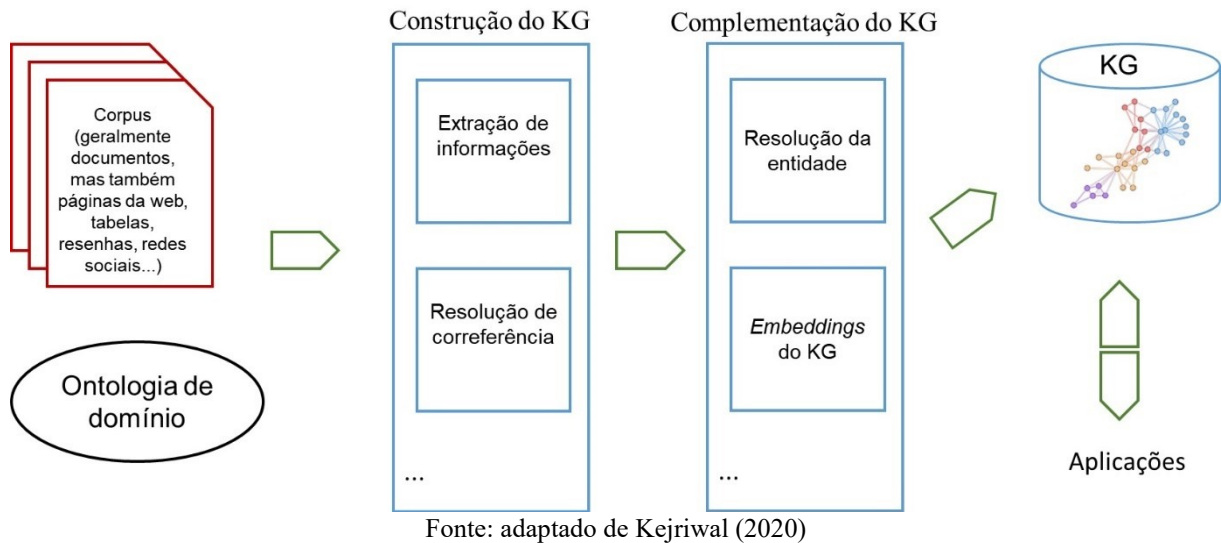 Construção do KG
Complementação do KG
Corpus
(geralmente
documentos,
mas também
páginas da web,
tabelas,
resenhas, redes
sociais...)
Ontologia de
domínio
Extração de
informações
Resolução de
correferência
...
Resolução da
entidade
Embeddings
do KG
...
KG
Aplicações
Fonte: adaptado de Kejriwal (2020)